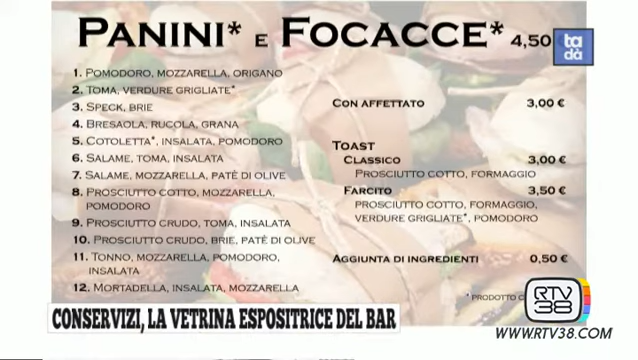 PANINI* E FOCACCE* 4,50
ta
dà
1. POMODORO, MOZZARELLA, ORIGANO
2. TOMA, VERDURE GRIGLIATE*
3. SPECK, BRIE
4. BRESAOLA, RUCOLA, GRANA
5. COTOLETTA*, INSALATA, POMODORO
6. SALAME, TOMA, INSALATA
7. SALAME, MOZZARELLA, PATÈ DI OLIVE
8. PROSCIUTTO COTTO, MOZZARELLA,
POMODORO
9. PROSCIUTTO CRUDO, TOMA, INSALATA
10. PROSCIUTTO CRUDO, BRIE, PATÈ DI OLIVE
11. TONNO, MOZZARELLA, POMODORO,
INSALATA
12. MORTADELLA, INSALATA, MOZZARELLA
CON AFFETTATO 3,00 €
TOAST
CLASSICO 3,00 €
PROSCIUTTO COTTO, FORMAGGIO
FARCITO 3,50 €
PROSCIUTTO COTTO, FORMAGGIO,
VERDURE GRIGLIATE*, POMODORO
AGGIUNTA DI INGREDIENTI 0,50 €
* PRODOTTO
CONSERVIZI, LA VETRINA ESPOSITRICE DEL BAR
RTV
38
WWW.RTV38.COM